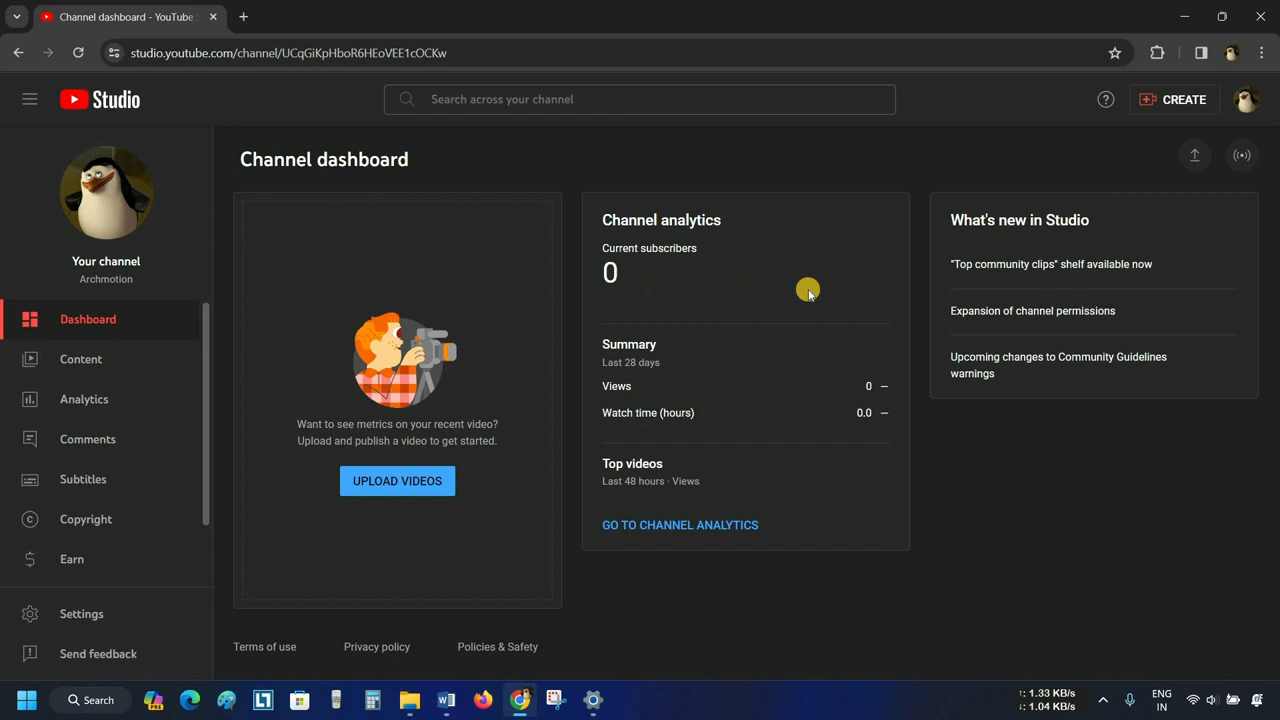 Channel dashboard - YouTube S
studio.youtube.com/channel/UCqGiKpHboR6HEoVEE1cOCKw
Studio
Search across your channel
CREATE
Your channel
Archmotion
Dashboard
Content
Analytics
Comments
Subtitles
Copyright
Earn
Settings
Send feedback
Channel dashboard
Want to see metrics on your recent video?
Upload and publish a video to get started.
UPLOAD VIDEOS
Channel analytics
Current subscribers
0
Summary
Last 28 days
Views 0 —
Watch time (hours) 0.0 —
Top videos
Last 48 hours · Views
GO TO CHANNEL ANALYTICS
What's new in Studio
"Top community clips" shelf available now
Expansion of channel permissions
Upcoming changes to Community Guidelines
warnings
Terms of use Privacy policy Policies & Safety
Search
PRE
↑: 1.33 KB/s
↓: 1.04 KB/s
ENG
IN